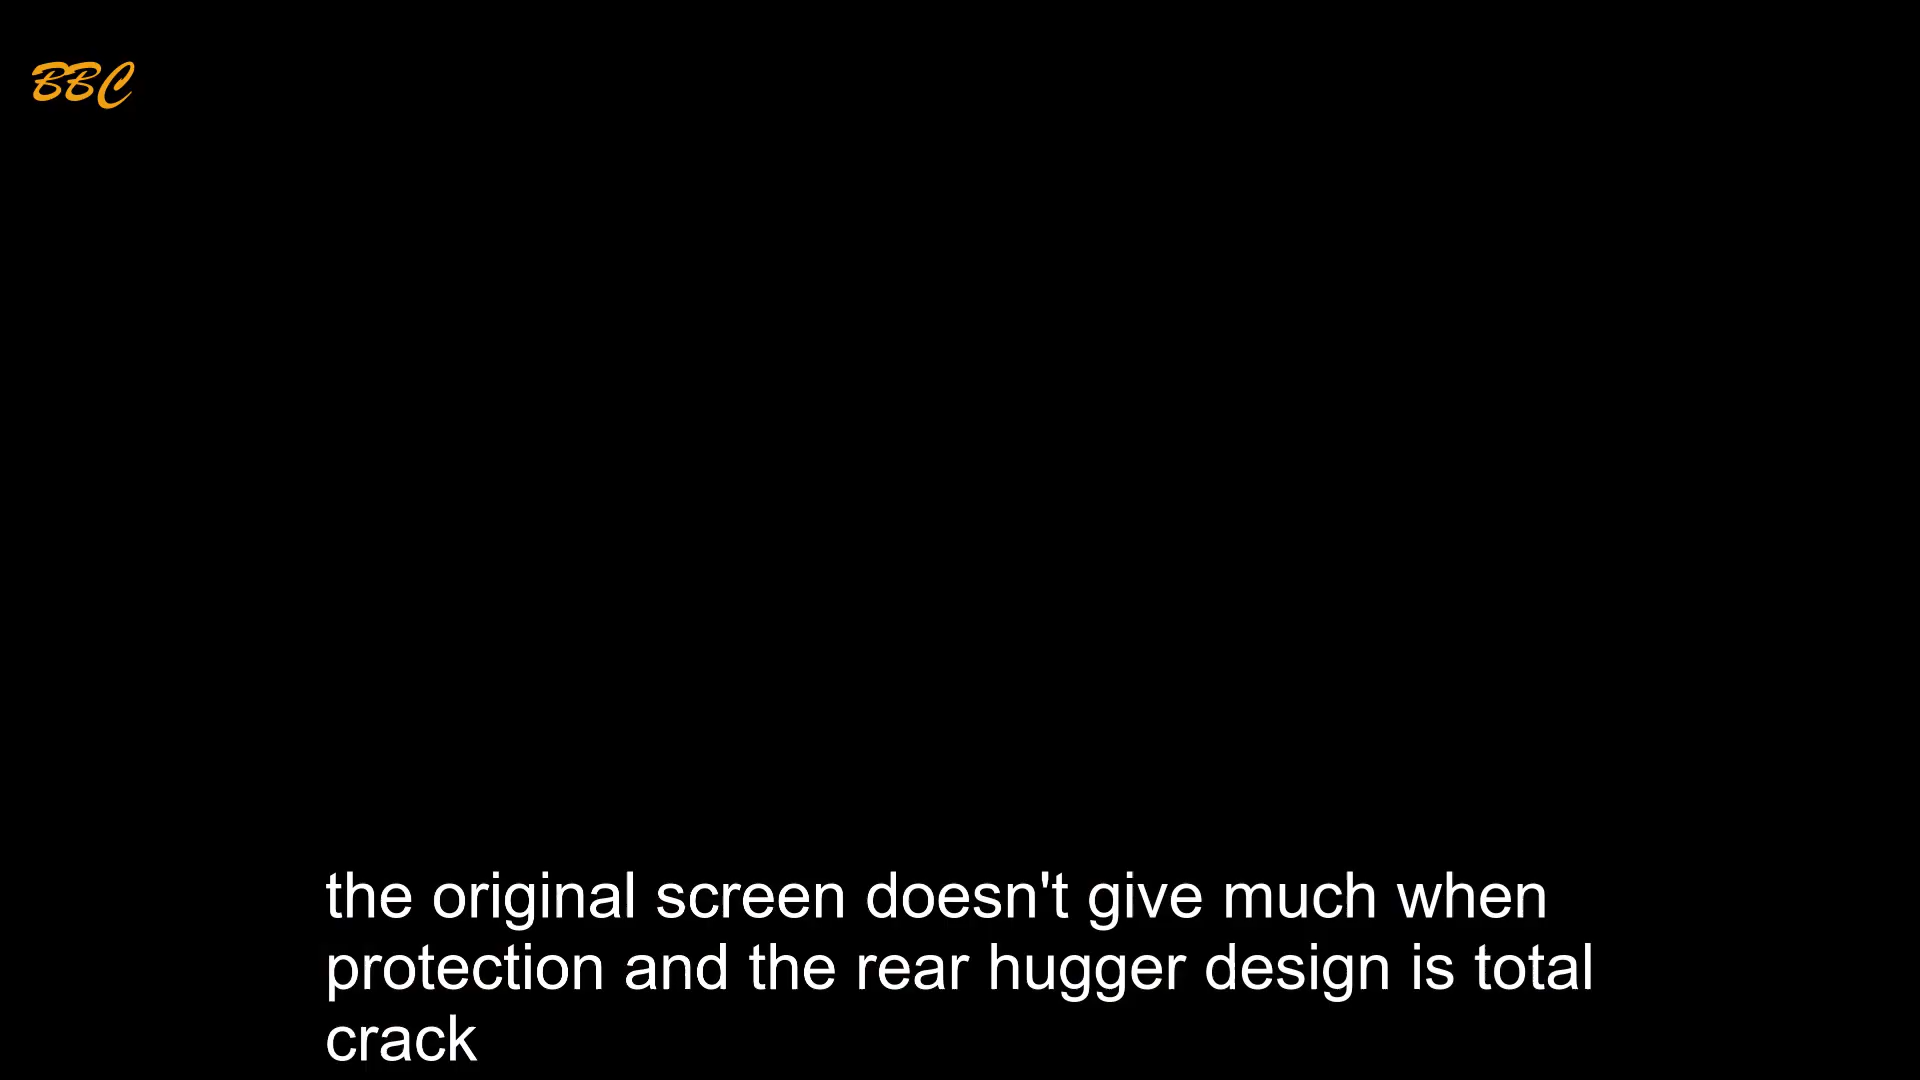 BBC
the original screen doesn't give much when
protection and the rear hugger design is total
crack